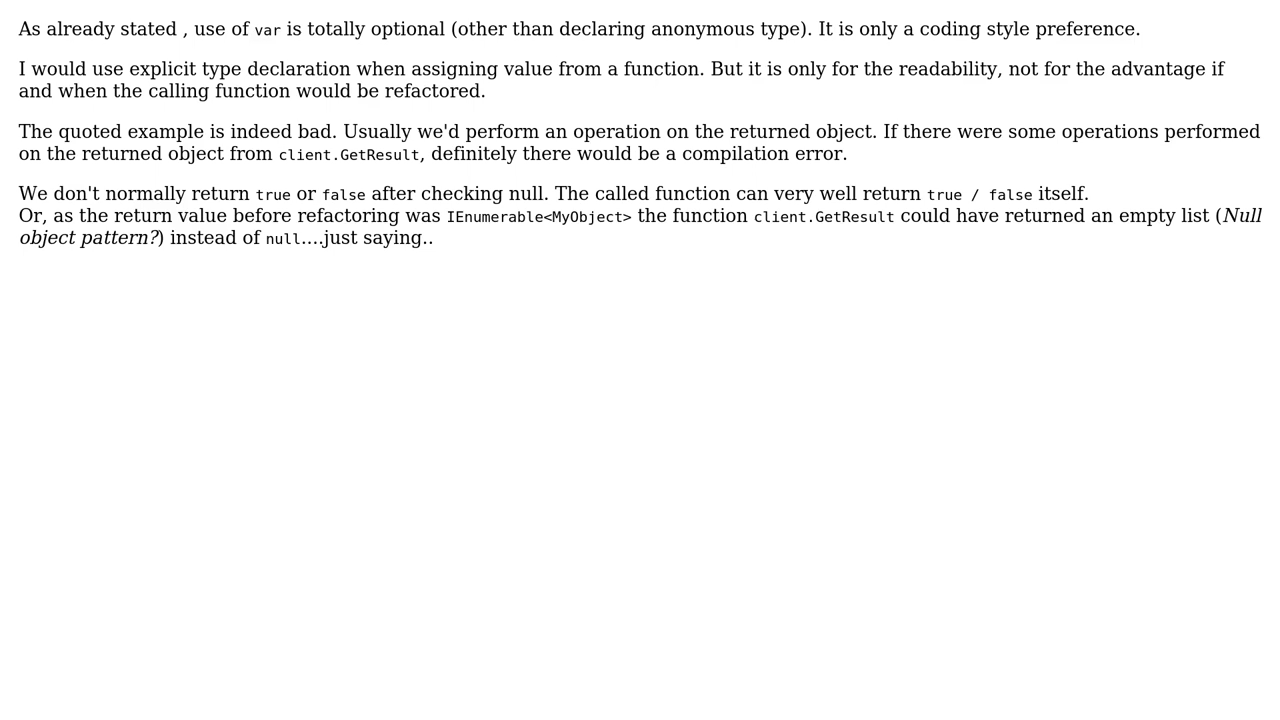 As already stated , use of var is totally optional (other than declaring anonymous type). It is only a coding style preference.
I would use explicit type declaration when assigning value from a function. But it is only for the readability, not for the advantage if
and when the calling function would be refactored.
The quoted example is indeed bad. Usually we'd perform an operation on the returned object. If there were some operations performed
on the returned object from client.GetResult, definitely there would be a compilation error.
We don't normally return true or false after checking null. The called function can very well return true / false itself.
Or, as the return value before refactoring was IEnumerable<MyObject> the function client.GetResult could have returned an empty list (Null
object pattern?) instead of null....just saying..